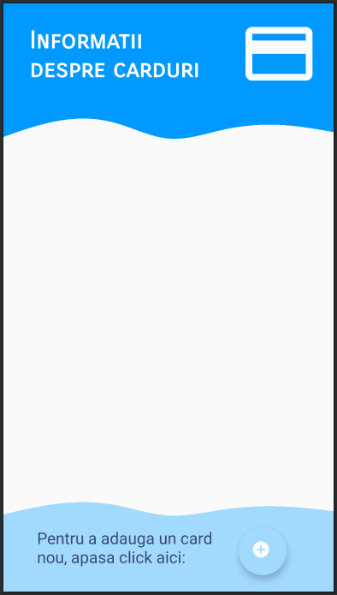 Informatii
despre carduri
Pentru a adauga un card
nou, apasa click aici: